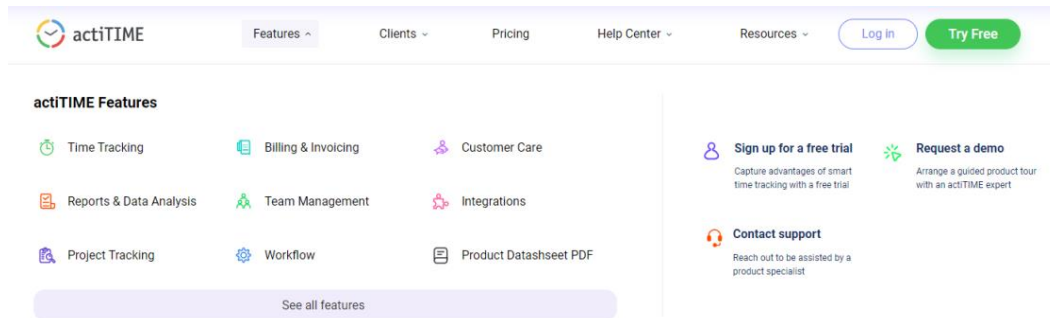 actiTIME
Features
Clients
Pricing
Help Center
Resources
Log in
Try Free
actiTIME Features
Time Tracking
Billing & Invoicing
Customer Care
Reports & Data Analysis
Team Management
Integrations
Project Tracking
Workflow
Product Datashseet PDF
See all features
Sign up for a free trial
Capture advantages of smart
time tracking with a free trial
Request a demo
Arrange a guided product tour
with an actiTIME expert
Contact support
Reach out to be assisted by a
product specialist